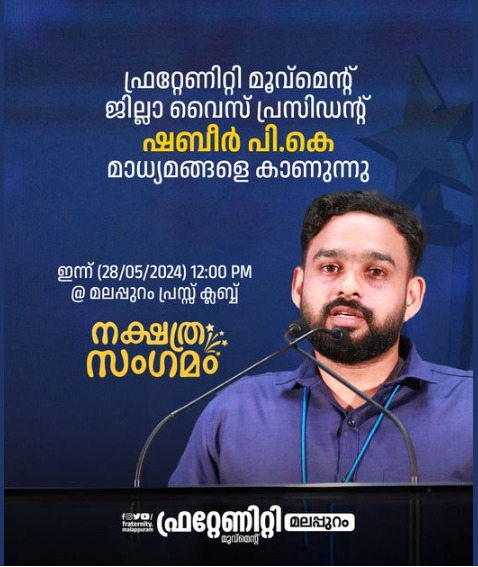 ഫ്രറ്റേണിറ്റി മൂവ്മെന്റ്
ജില്ലാ വൈസ് പ്രസിഡന്റ്
ഷബീർ പി.കെ
മാധ്യമങ്ങളെ കാണുന്നു
ഇന്ന് (28/05/2024) 12:00 PM
@ മലപ്പുറം പ്രസ്സ് ക്ലബ്ബ്
നക്ഷത്ര
സംഗമം
fraternity.
malappuram
ഫ്രറ്റേണിറ്റി
മൂവ്മെന്റ്
മലപ്പുറം